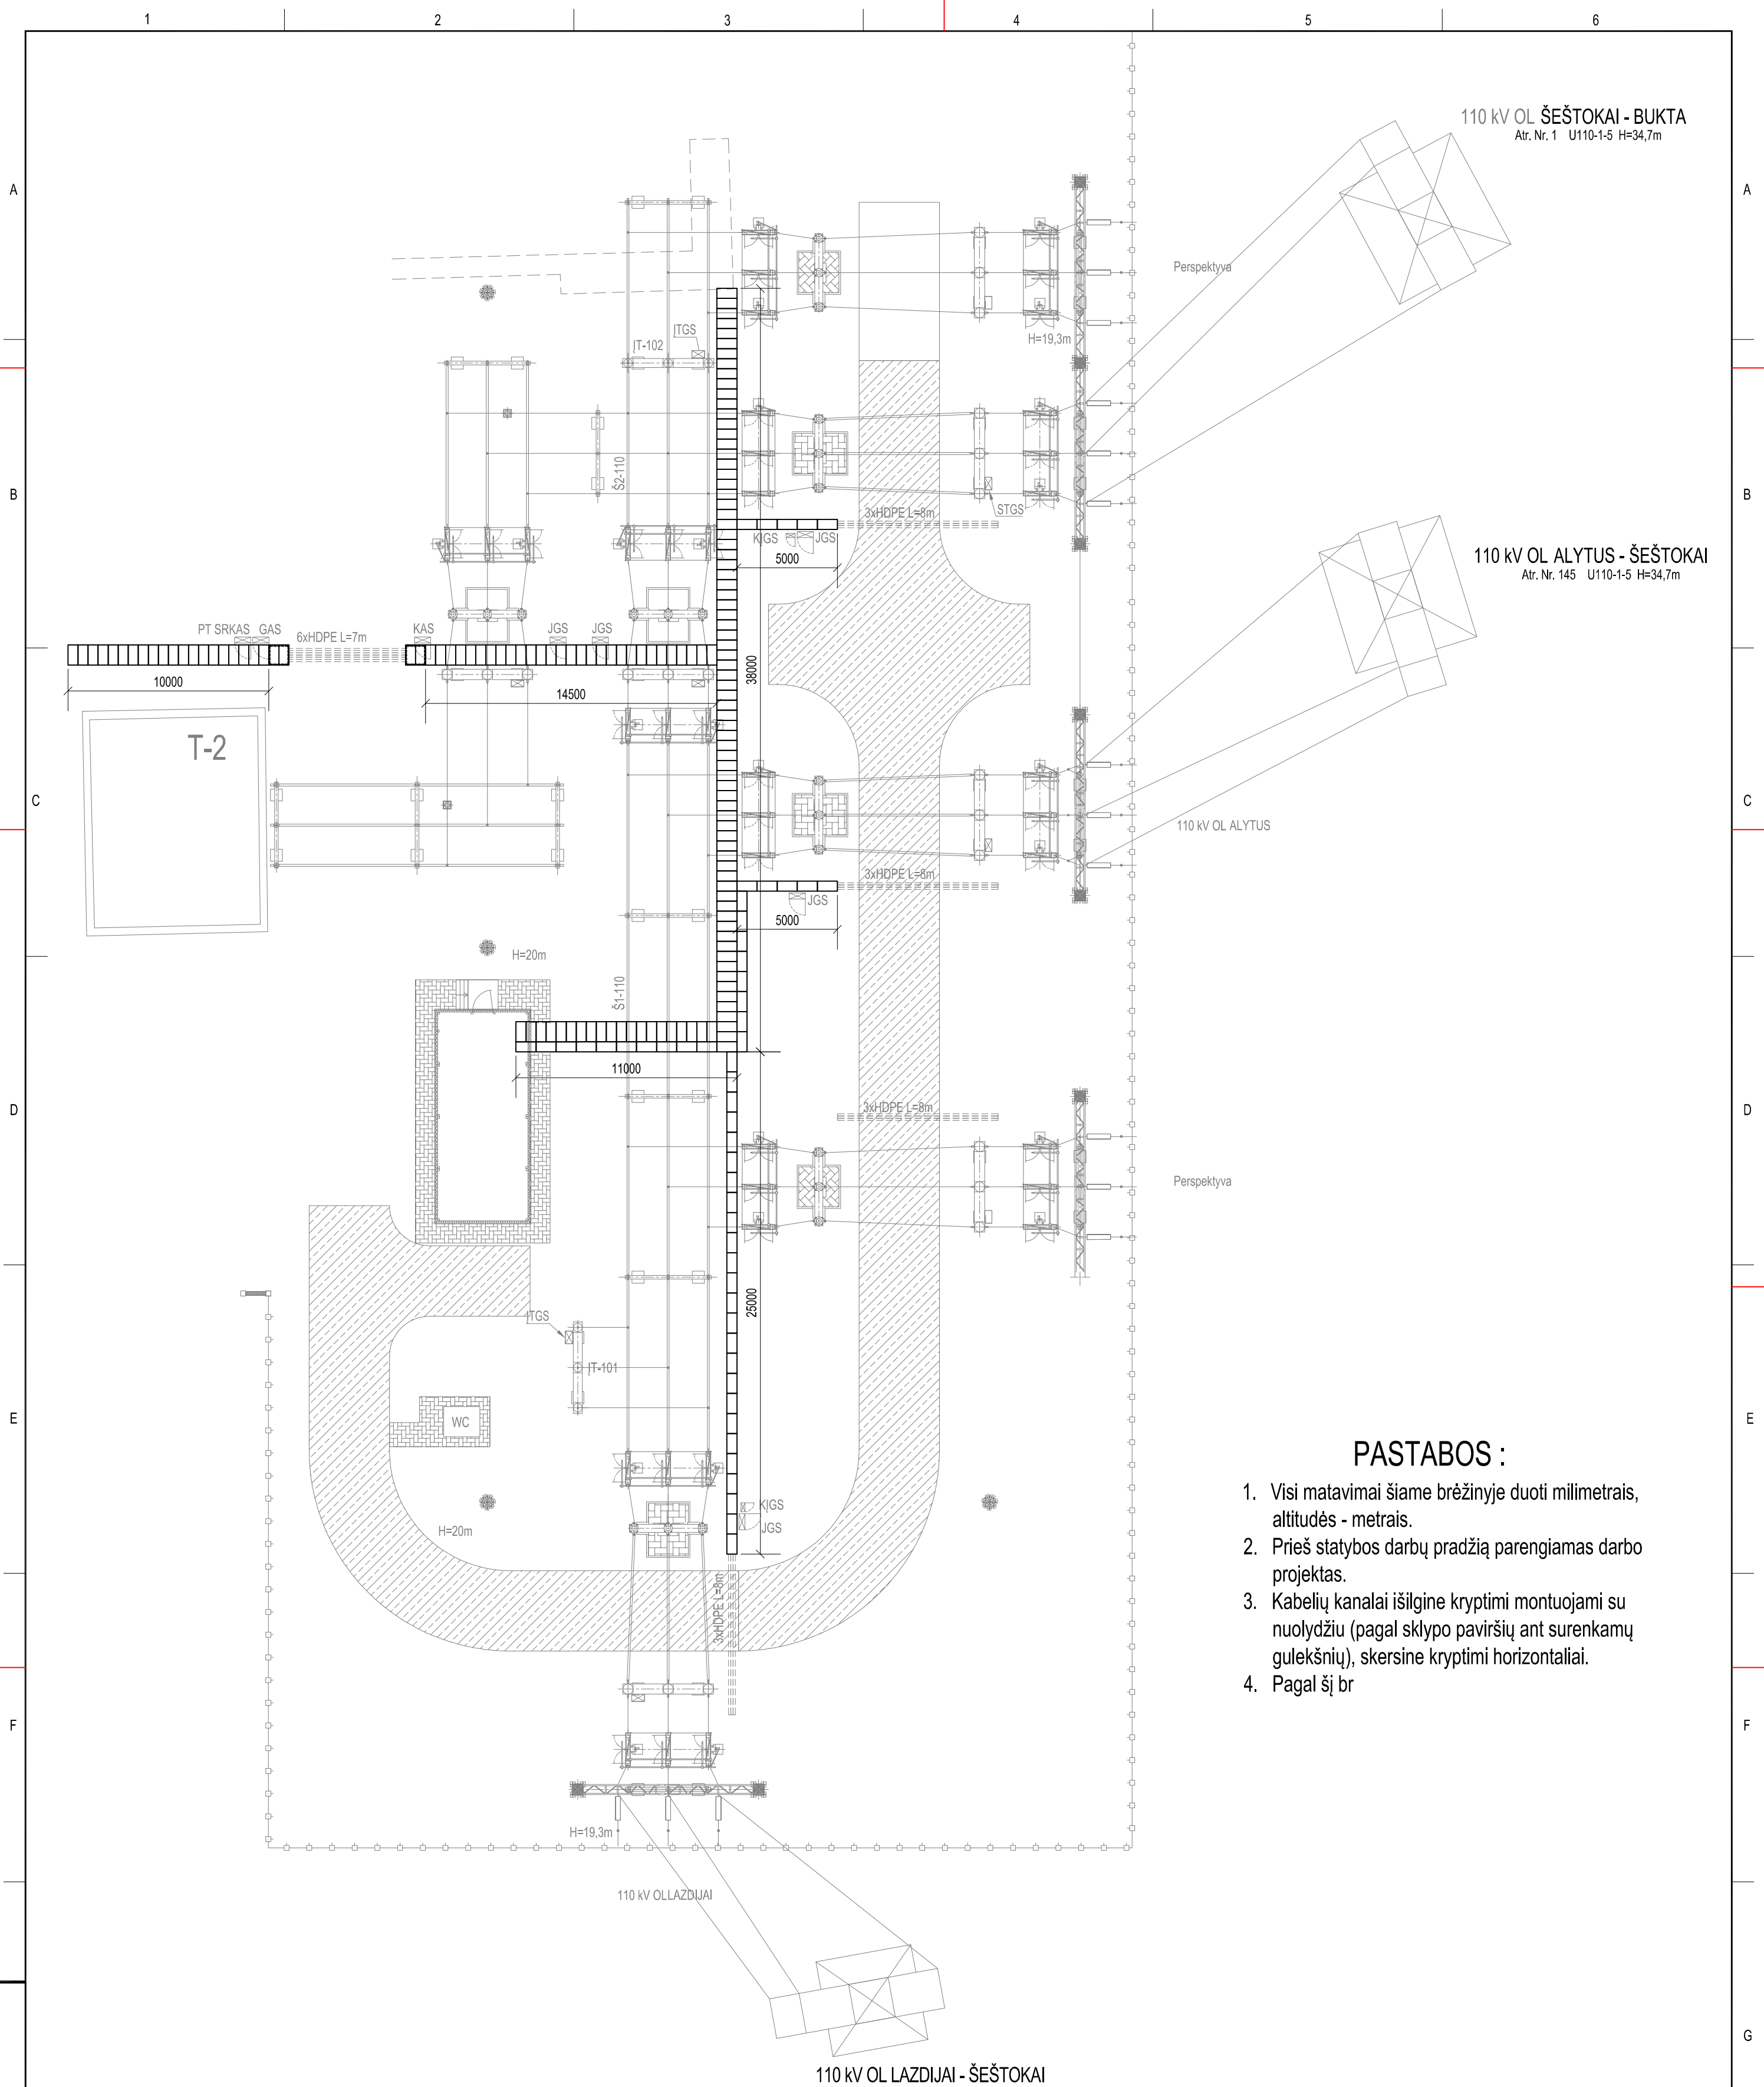 1 2 3 4 5 6
110 kV OL ŠEŠTOKAI - BUKTA
Atr. Nr. 1 U110-1-5 H=34,7m
A A
Perspektyva
ĮTGS
ĮT-102
H=19,3m
Š2-110
B B
STGS
3xHDPE L=8m
KĮGS JGS
5000
110 kV OL ALYTUS - ŠEŠTOKAI
Atr. Nr. 145 U110-1-5 H=34,7m
PT SRKAS GAS
6xHDPE L=7m
KAS
JGS
JGS
10000
14500
38000
T-2
C C
110 kV OL ALYTUS
3xHDPE L=8m
JGS
5000
H=20m
Š1-110
11000
D D
3xHDPE L=8m
Perspektyva
25000
ĮTGS
ĮT-101
WC
E E
KĮGS
JGS
H=20m
3xHDPE L=8m
PASTABOS :
1. Visi matavimai šiame brėžinyje duoti milimetrais,
altitudės - metrais.
2. Prieš statybos darbų pradžią parengiamas darbo
projektas.
3. Kabelių kanalai išilgine kryptimi montuojami su
nuolydžiu (pagal sklypo paviršių ant surenkamų
gulekšnių), skersine kryptimi horizontaliai.
4. Pagal šį br
F F
H=19,3m
110 kV OLLAZDIJAI
G
110 kV OL LAZDIJAI - ŠEŠTOKAI